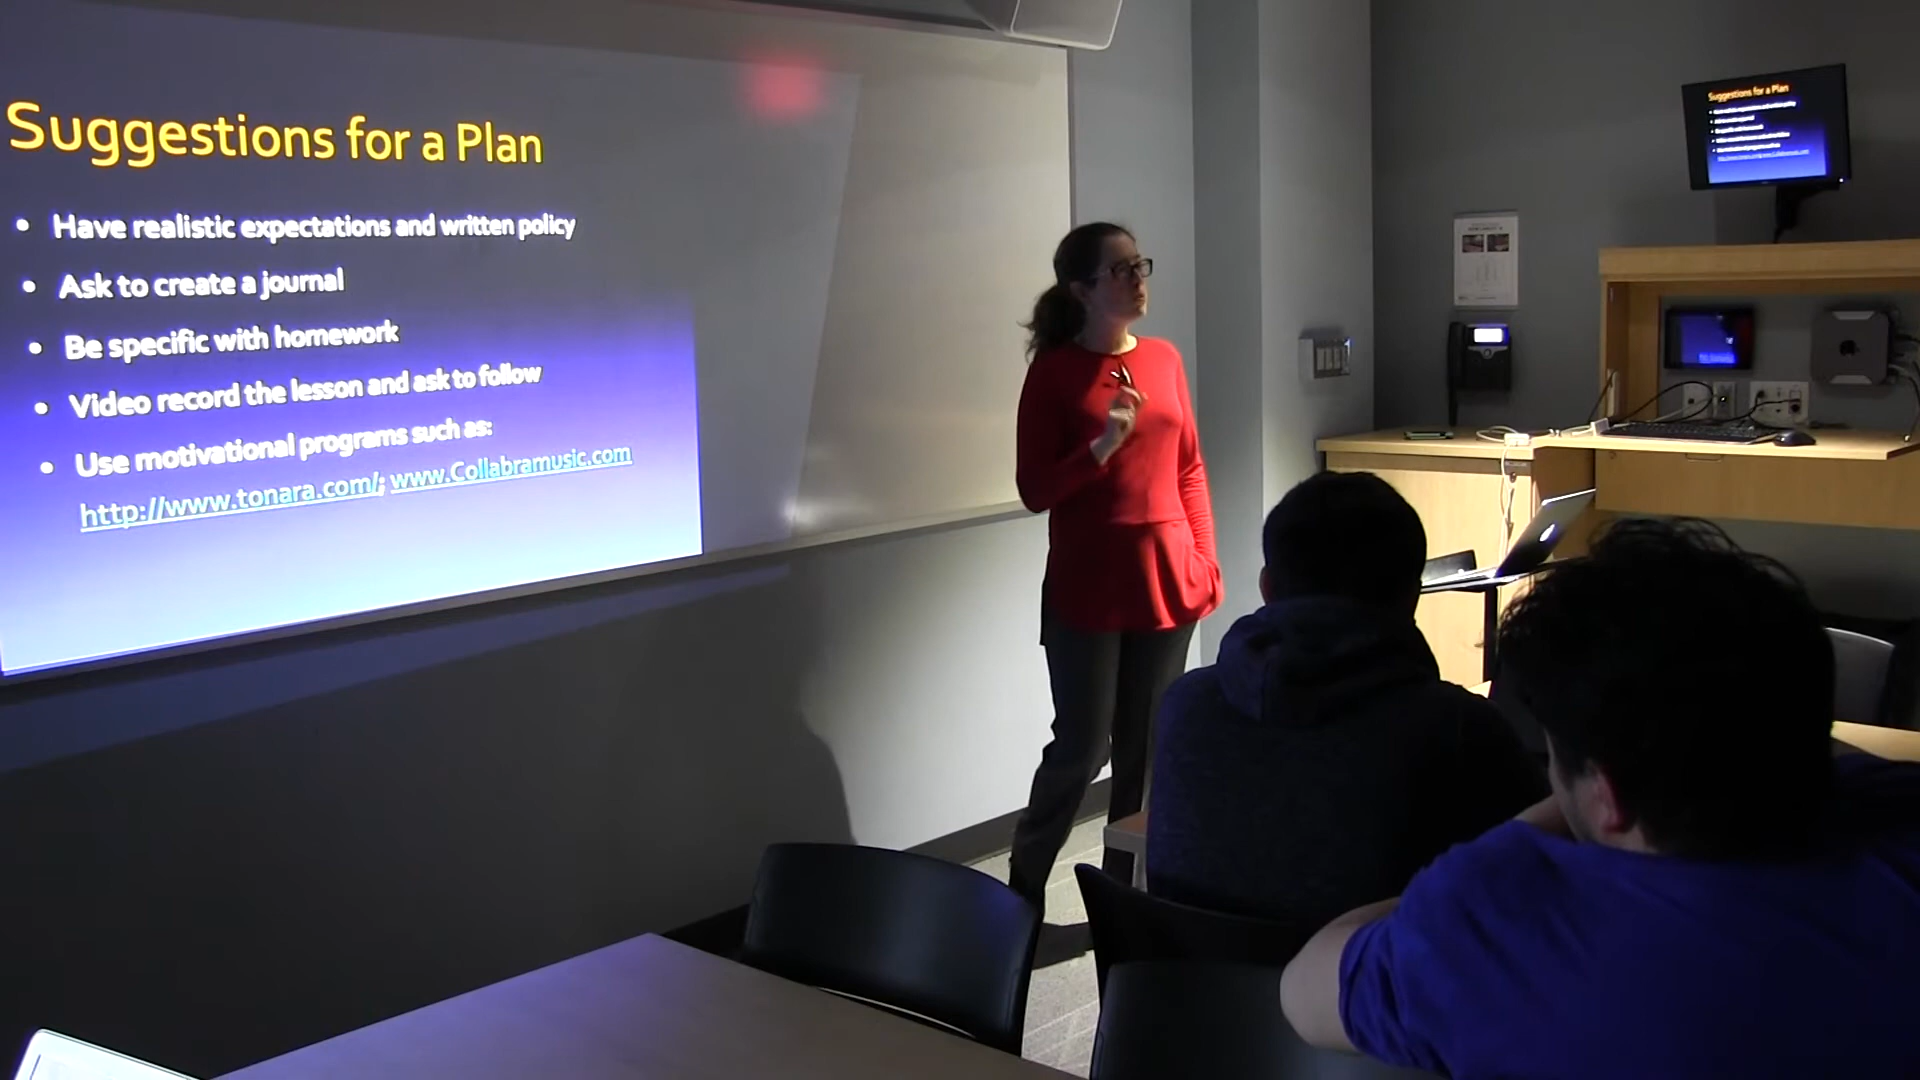 Suggestions for a Plan
• Have realistic expectations and written policy
• Ask to create a journal
• Be specific with homework
• Video record the lesson and ask to follow
• Use motivational programs such as:
http://www.tonara.com/; www.Collabramusic.com
Suggestions for a Plan